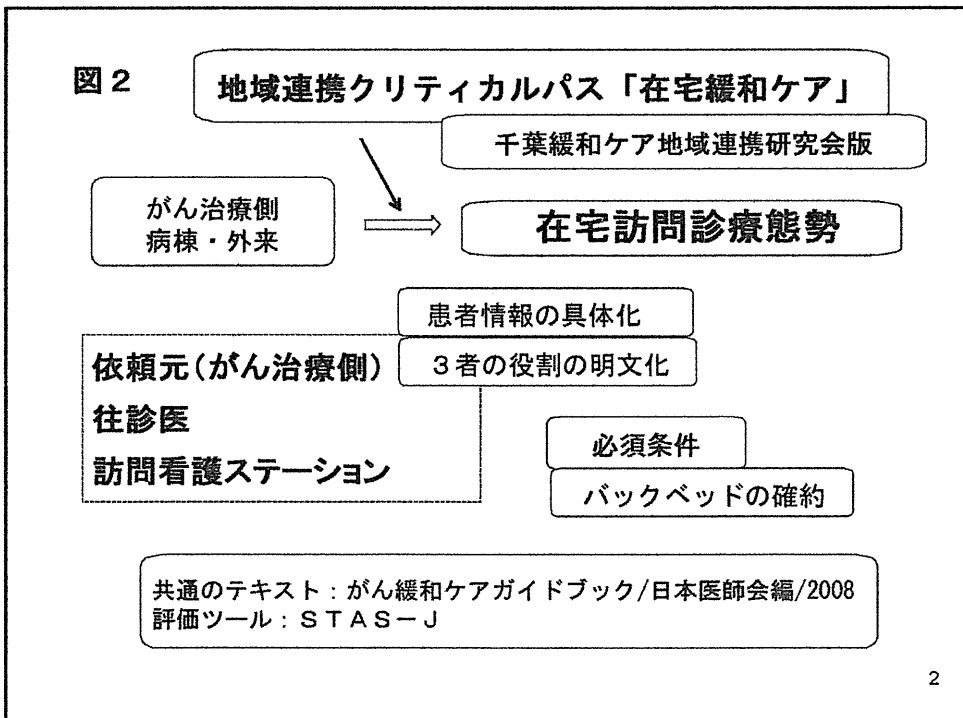 図2
地域連携クリティカルパス「在宅緩和ケア」
千葉緩和ケア地域連携研究会版
がん治療側
病棟・外来
在宅訪問診療態勢
患者情報の具体化
依頼元(がん治療側)
3者の役割の明文化
往診医
訪問看護ステーション
必須条件
バックベッドの確約
共通のテキスト:がん緩和ケアガイドブック/日本医師会編/2008
評価ツール:STAS-J
2